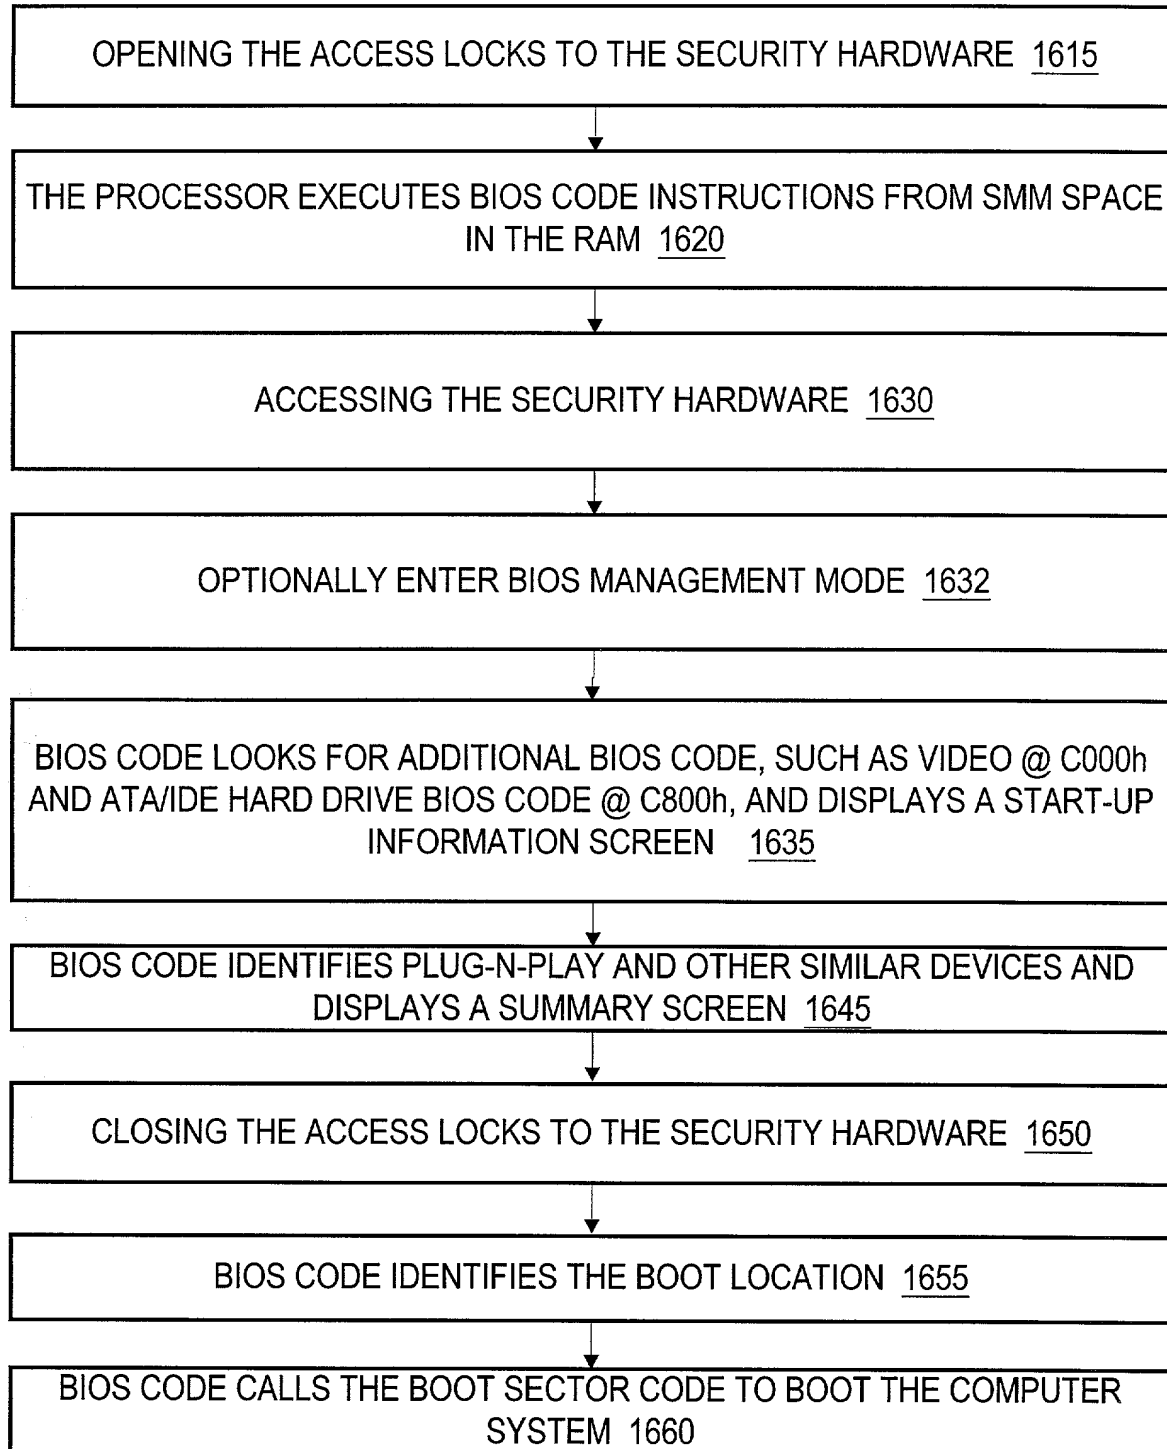 OPENING THE ACCESS LOCKS TO THE SECURITY HARDWARE 1615
THE PROCESSOR EXECUTES BIOS CODE INSTRUCTIONS FROM SMM SPACE
IN THE RAM 1620
ACCESSING THE SECURITY HARDWARE 1630
OPTIONALLY ENTER BIOS MANAGEMENT MODE 1632
BIOS CODE LOOKS FOR ADDITIONAL BIOS CODE, SUCH AS VIDEO @ C000h
AND ATA/IDE HARD DRIVE BIOS CODE @ C800h, AND DISPLAYS A START-UP
INFORMATION SCREEN 1635
BIOS CODE IDENTIFIES PLUG-N-PLAY AND OTHER SIMILAR DEVICES AND
DISPLAYS A SUMMARY SCREEN 1645
CLOSING THE ACCESS LOCKS TO THE SECURITY HARDWARE 1650
BIOS CODE IDENTIFIES THE BOOT LOCATION 1655
BIOS CODE CALLS THE BOOT SECTOR CODE TO BOOT THE COMPUTER
SYSTEM 1660